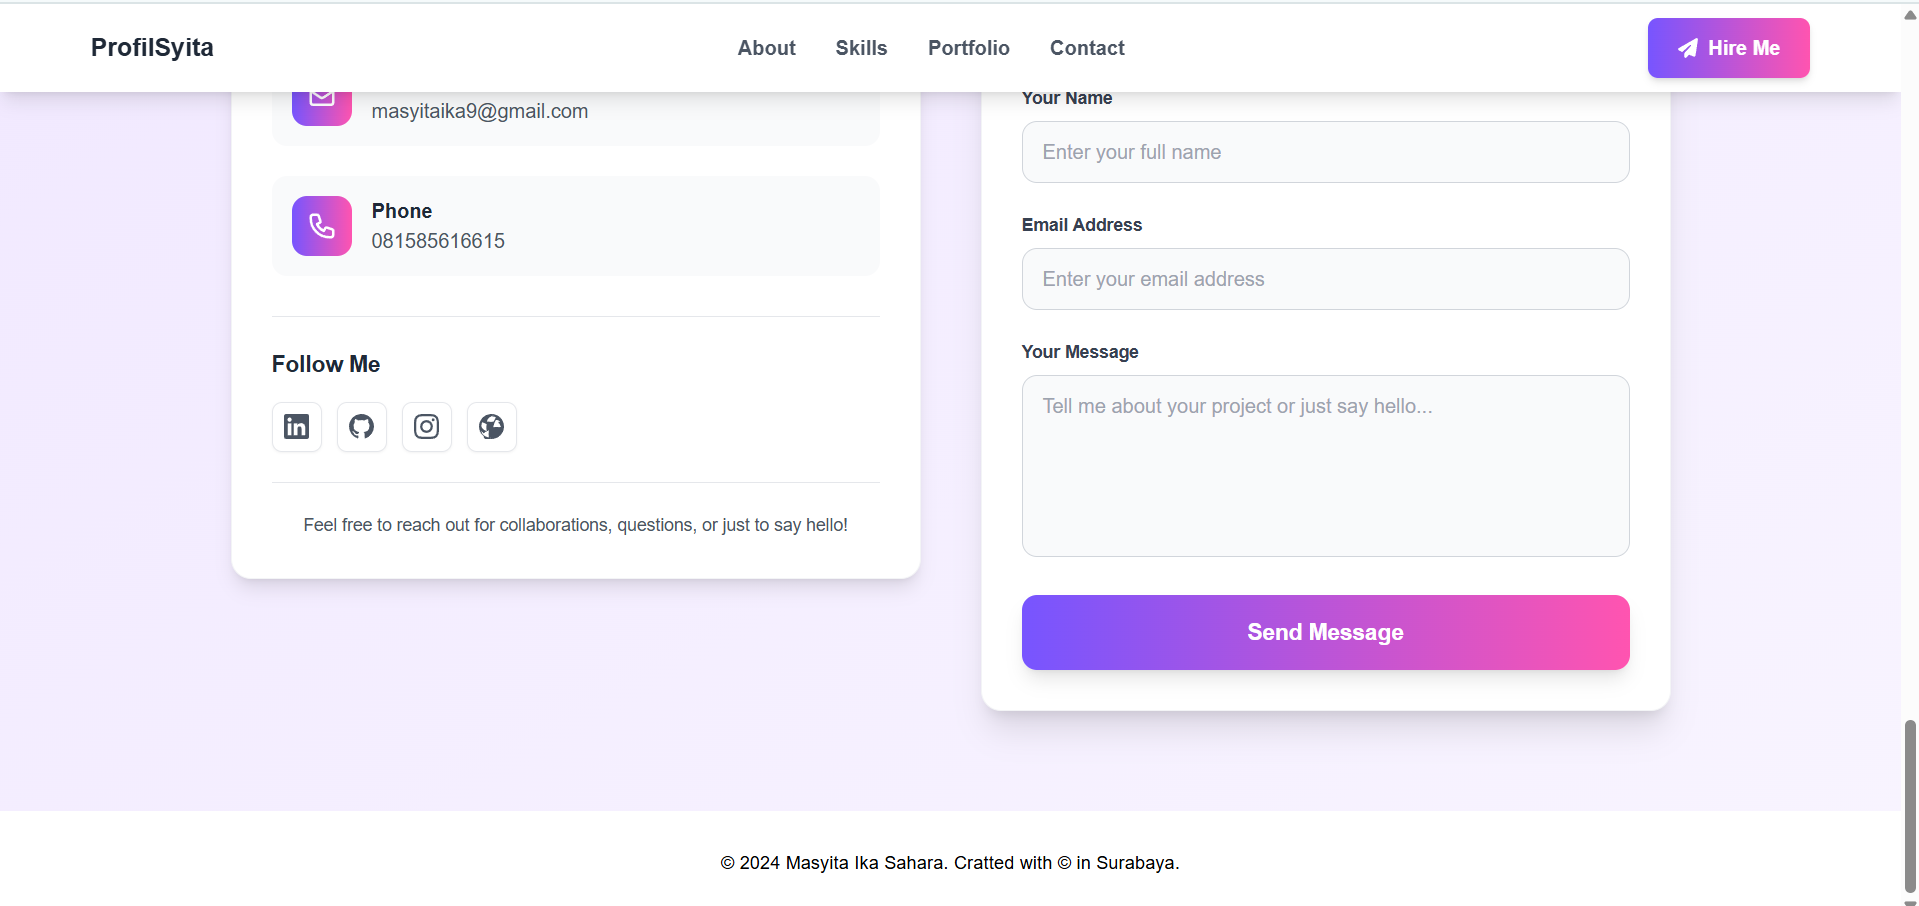 ProfilSyita
About
Skills
Portfolio
Contact
Hire Me
masyitaika9@gmail.com
Phone
081585616615
Follow Me
Feel free to reach out for collaborations, questions, or just to say hello!
Your Name
Enter your full name
Email Address
Enter your email address
Your Message
Tell me about your project or just say hello...
Send Message
© 2024 Masyita Ika Sahara. Cratted with © in Surabaya.